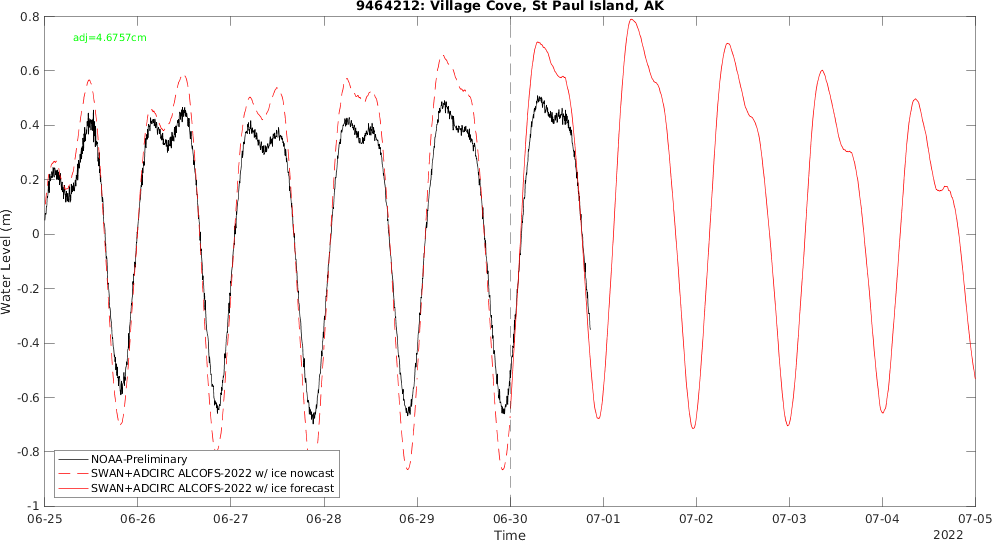 9464212: Village Cove, St Paul Island, AK
adj=4.6757cm
0.8
0.6
0.4
0.2
0
-0.2
-0.4
-0.6
-0.8
-1
Water Level (m)
NOAA-Preliminary
SWAN+ADCIRC ALCOFS-2022 w/ ice nowcast
SWAN+ADCIRC ALCOFS-2022 w/ ice forecast
06-25 06-26 06-27 06-28 06-29 06-30 07-01 07-02 07-03 07-04 07-05
Time
2022